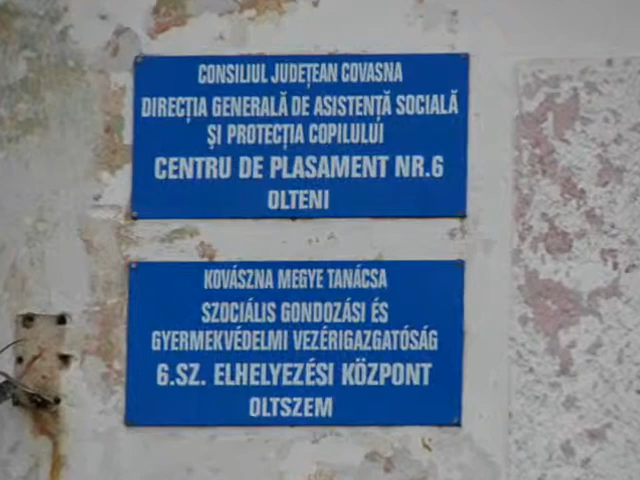 CONSILIUL JUDEȚEAN COVASNA
DIRECȚIA GENERALĂ DE ASISTENȚĂ SOCIALĂ
ȘI PROTECȚIA COPILULUI
CENTRU DE PLASAMENT NR.6
OLTENI
KOVÁSZNA MEGYE TANÁCSA
SZOCIÁLIS GONDOZÁSI ÉS
GYERMEKVÉDELMI VEZÉRIGAZGATÓSÁG
6.SZ. ELHELYEZÉSI KÖZPONT
OLTSZEM